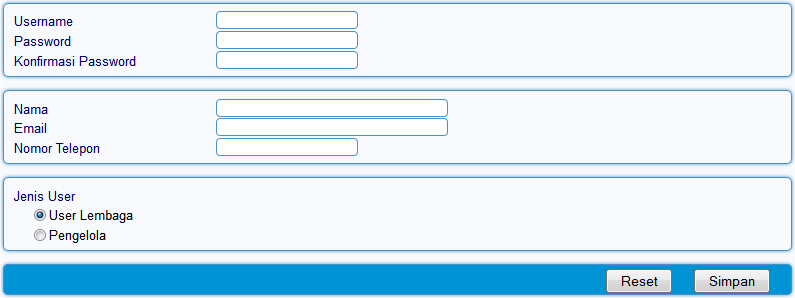 Username
Password
Konfirmasi Password
Nama
Email
Nomor Telepon
Jenis User
User Lembaga
Pengelola
Reset Simpan